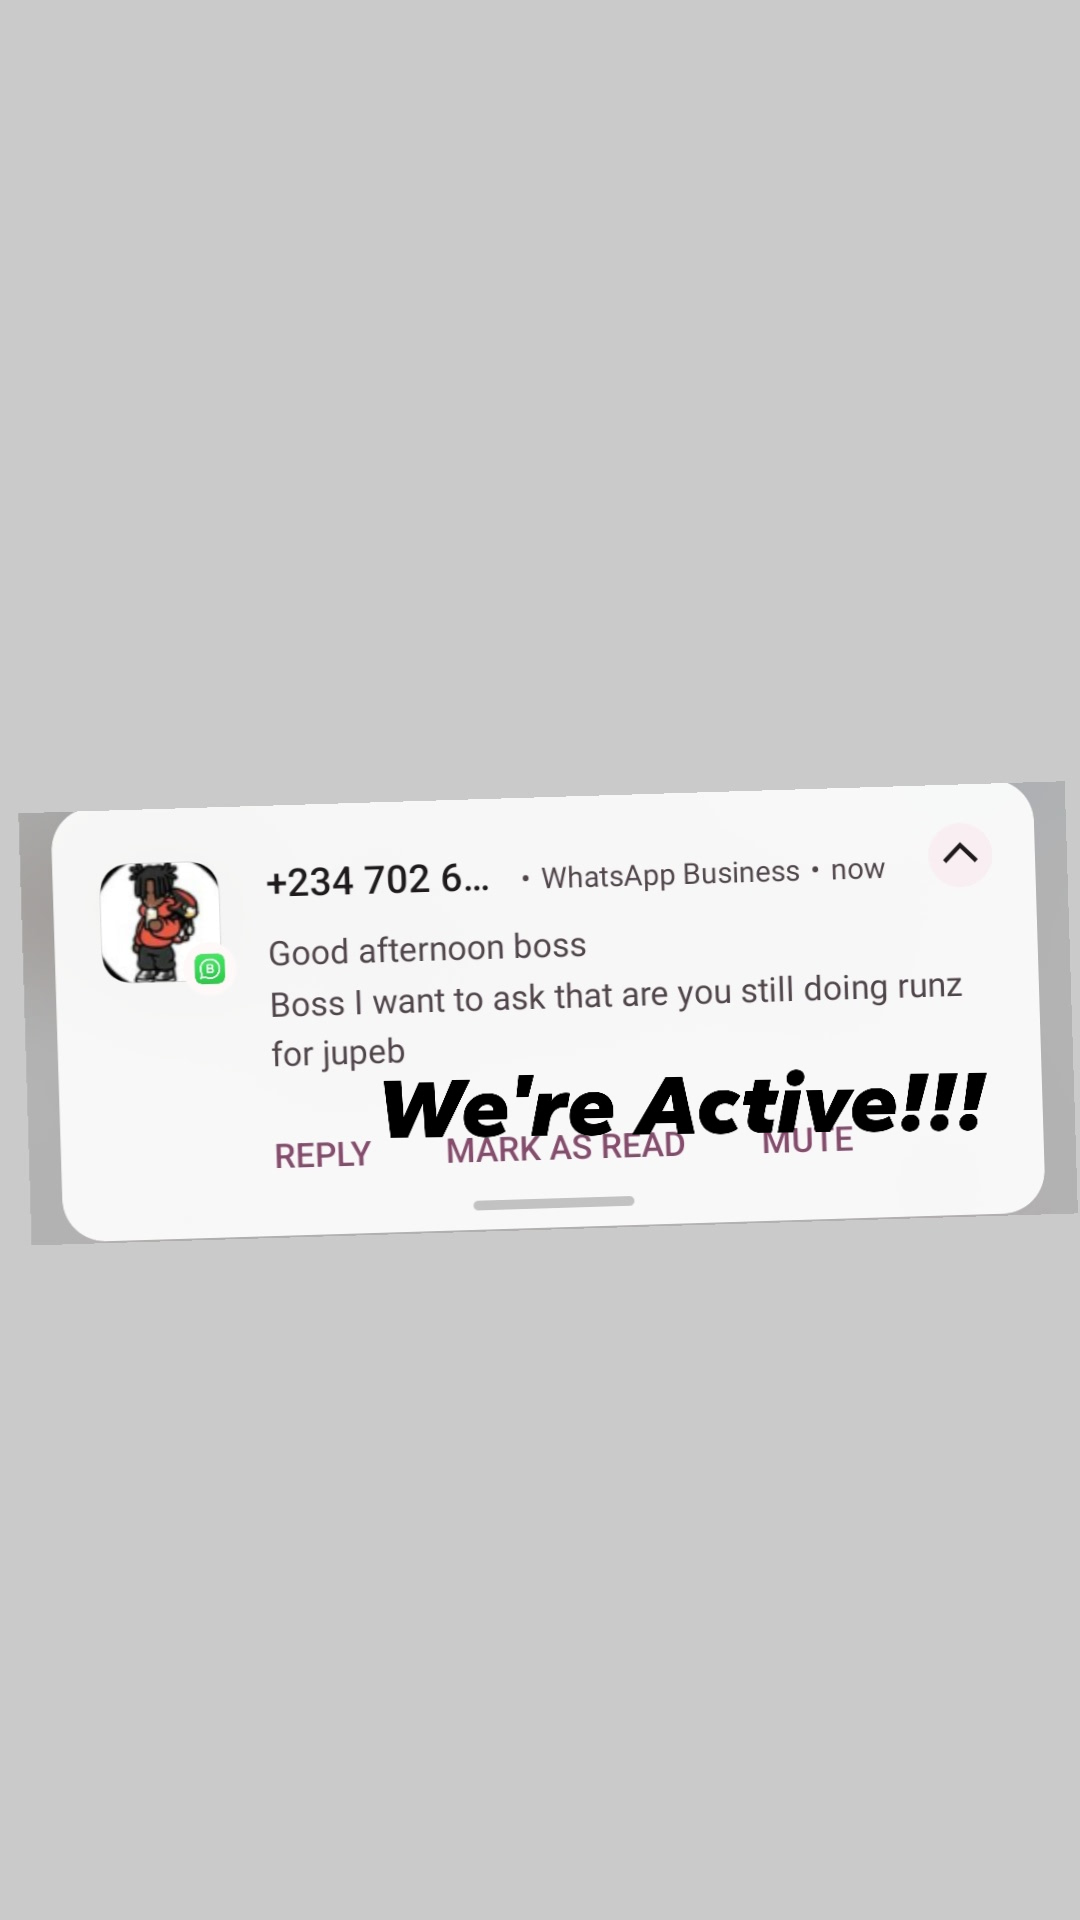 +234 702 6... • WhatsApp Business • now
Good afternoon boss
Boss I want to ask that are you still doing runz
for jupeb
We're Active!!!
REPLY MARK AS READ MUTE